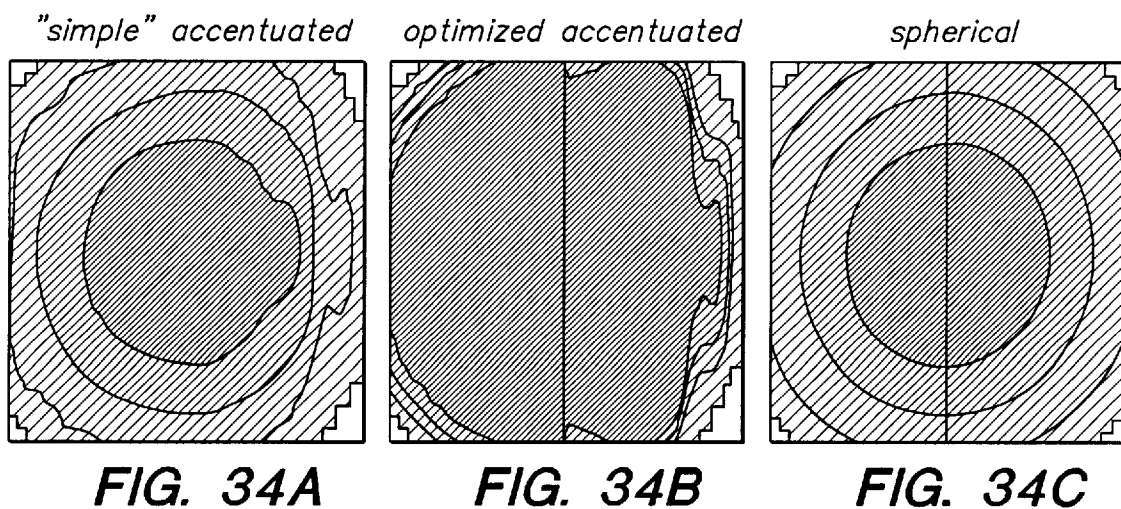 "simple" accentuated
optimized accentuated
spherical
FIG. 34A
FIG. 34B
FIG. 34C